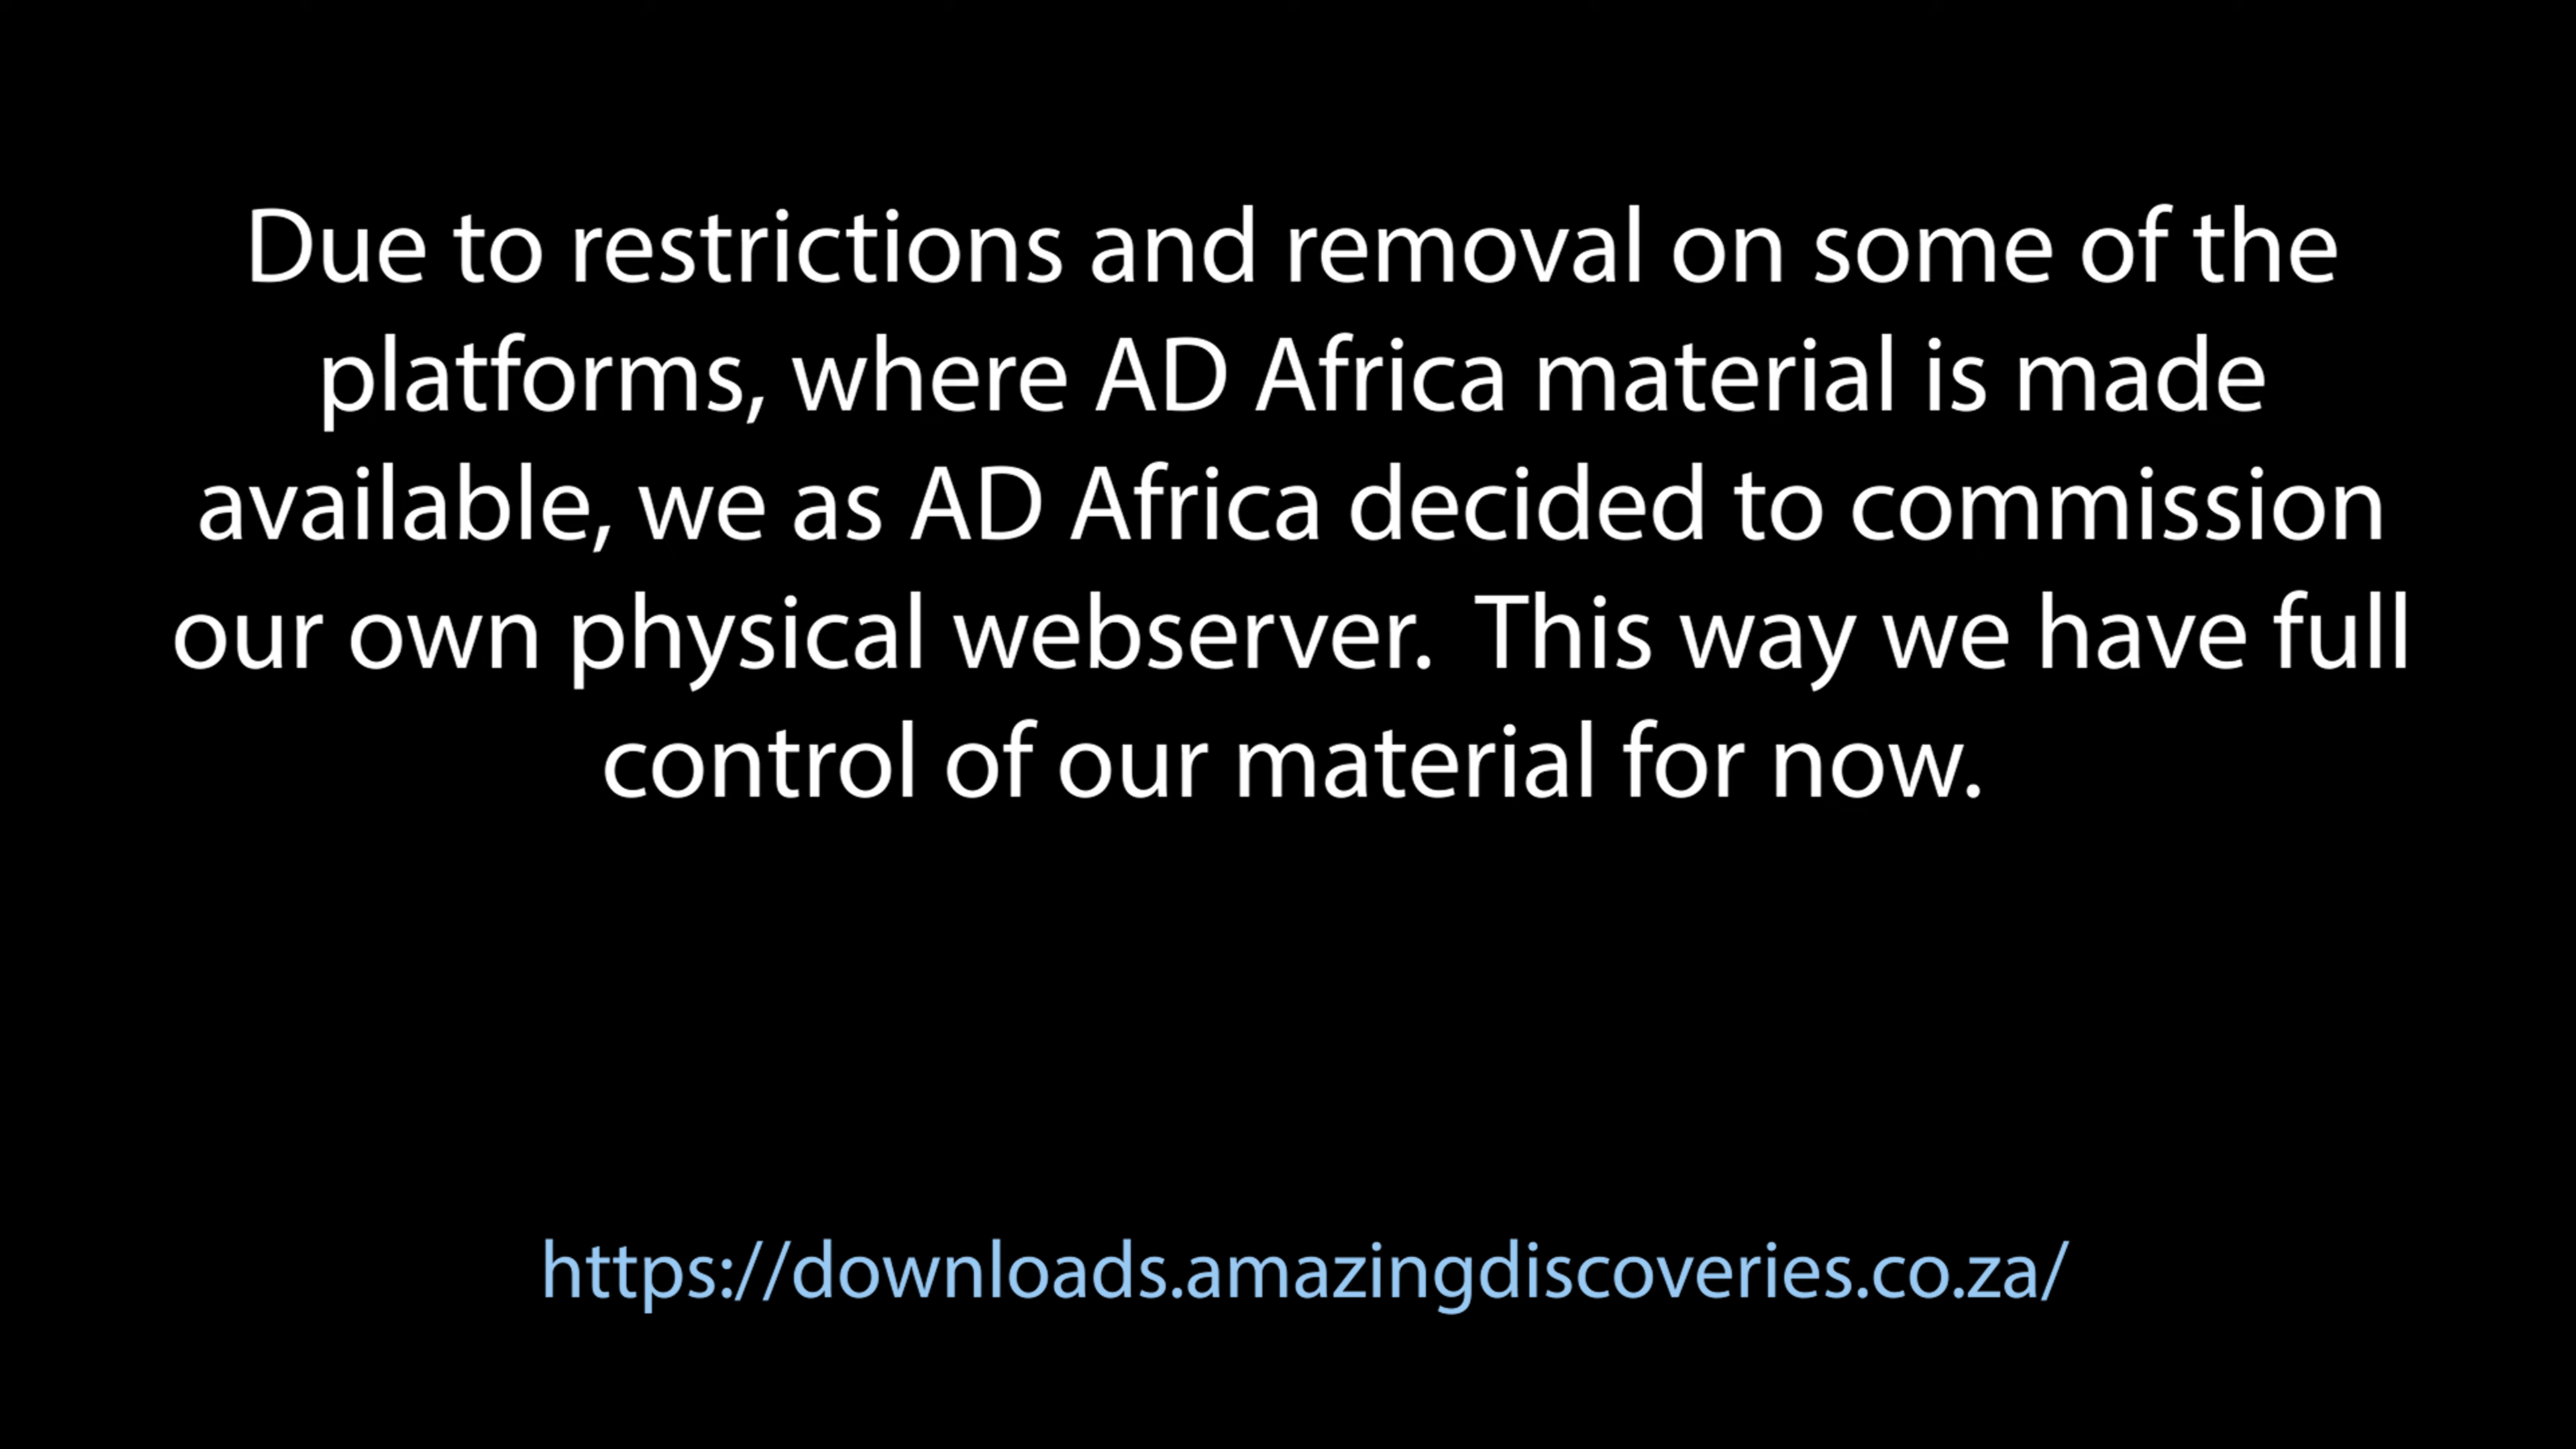 Due to restrictions and removal on some of the
platforms, where AD Africa material is made
available, we as AD Africa decided to commission
our own physical webserver.  This way we have full
control of our material for now.
https://downloads.amazingdiscoveries.co.za/